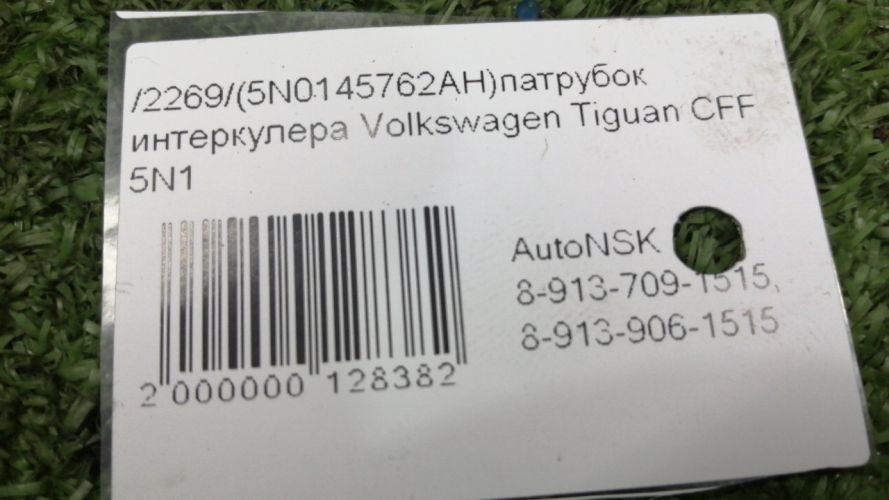 /2269/(5N0145762AH)патрубок
интеркулера Volkswagen Tiguan CFF
5N1
AutoNSK
8-913-709-1515,
8-913-906-1515
2 000000 128382